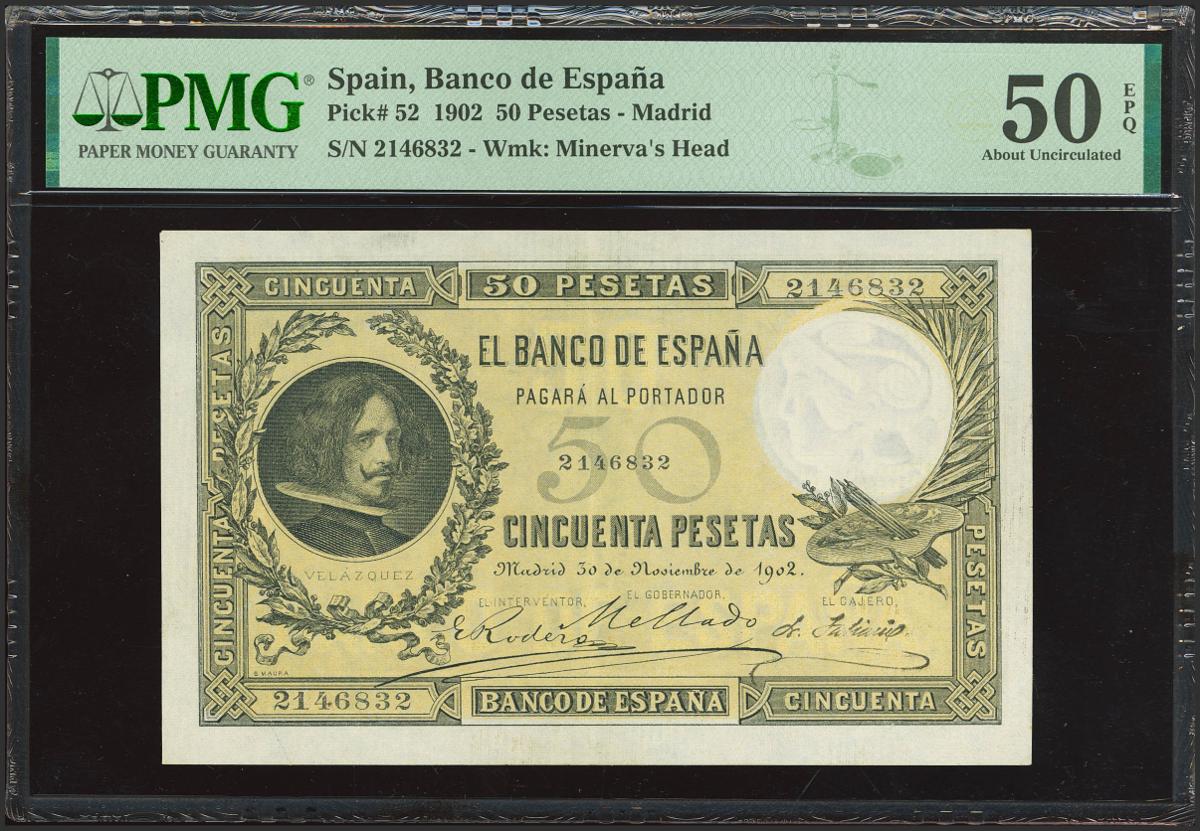 PMG®
PAPER MONEY GUARANTY
Spain, Banco de España
Pick# 52 1902 50 Pesetas - Madrid
S/N 2146832 - Wmk: Minerva's Head
50
EPQ
About Uncirculated
CINCUENTA
50 PESETAS
2146832
CINCUENTA PESETAS
EL BANCO DE ESPAÑA
PAGARÁ AL PORTADOR
50
2146832
CINCUENTA PESETAS
Madrid 30 de Noviembre de 1902.
VELÁZQUEZ
EL INTERVENTOR,
EL GOBERNADOR,
EL CAJERO,
E. Rodero
Mellado
B. MAURA
PESETAS
2146832
BANCO DE ESPAÑA
CINCUENTA